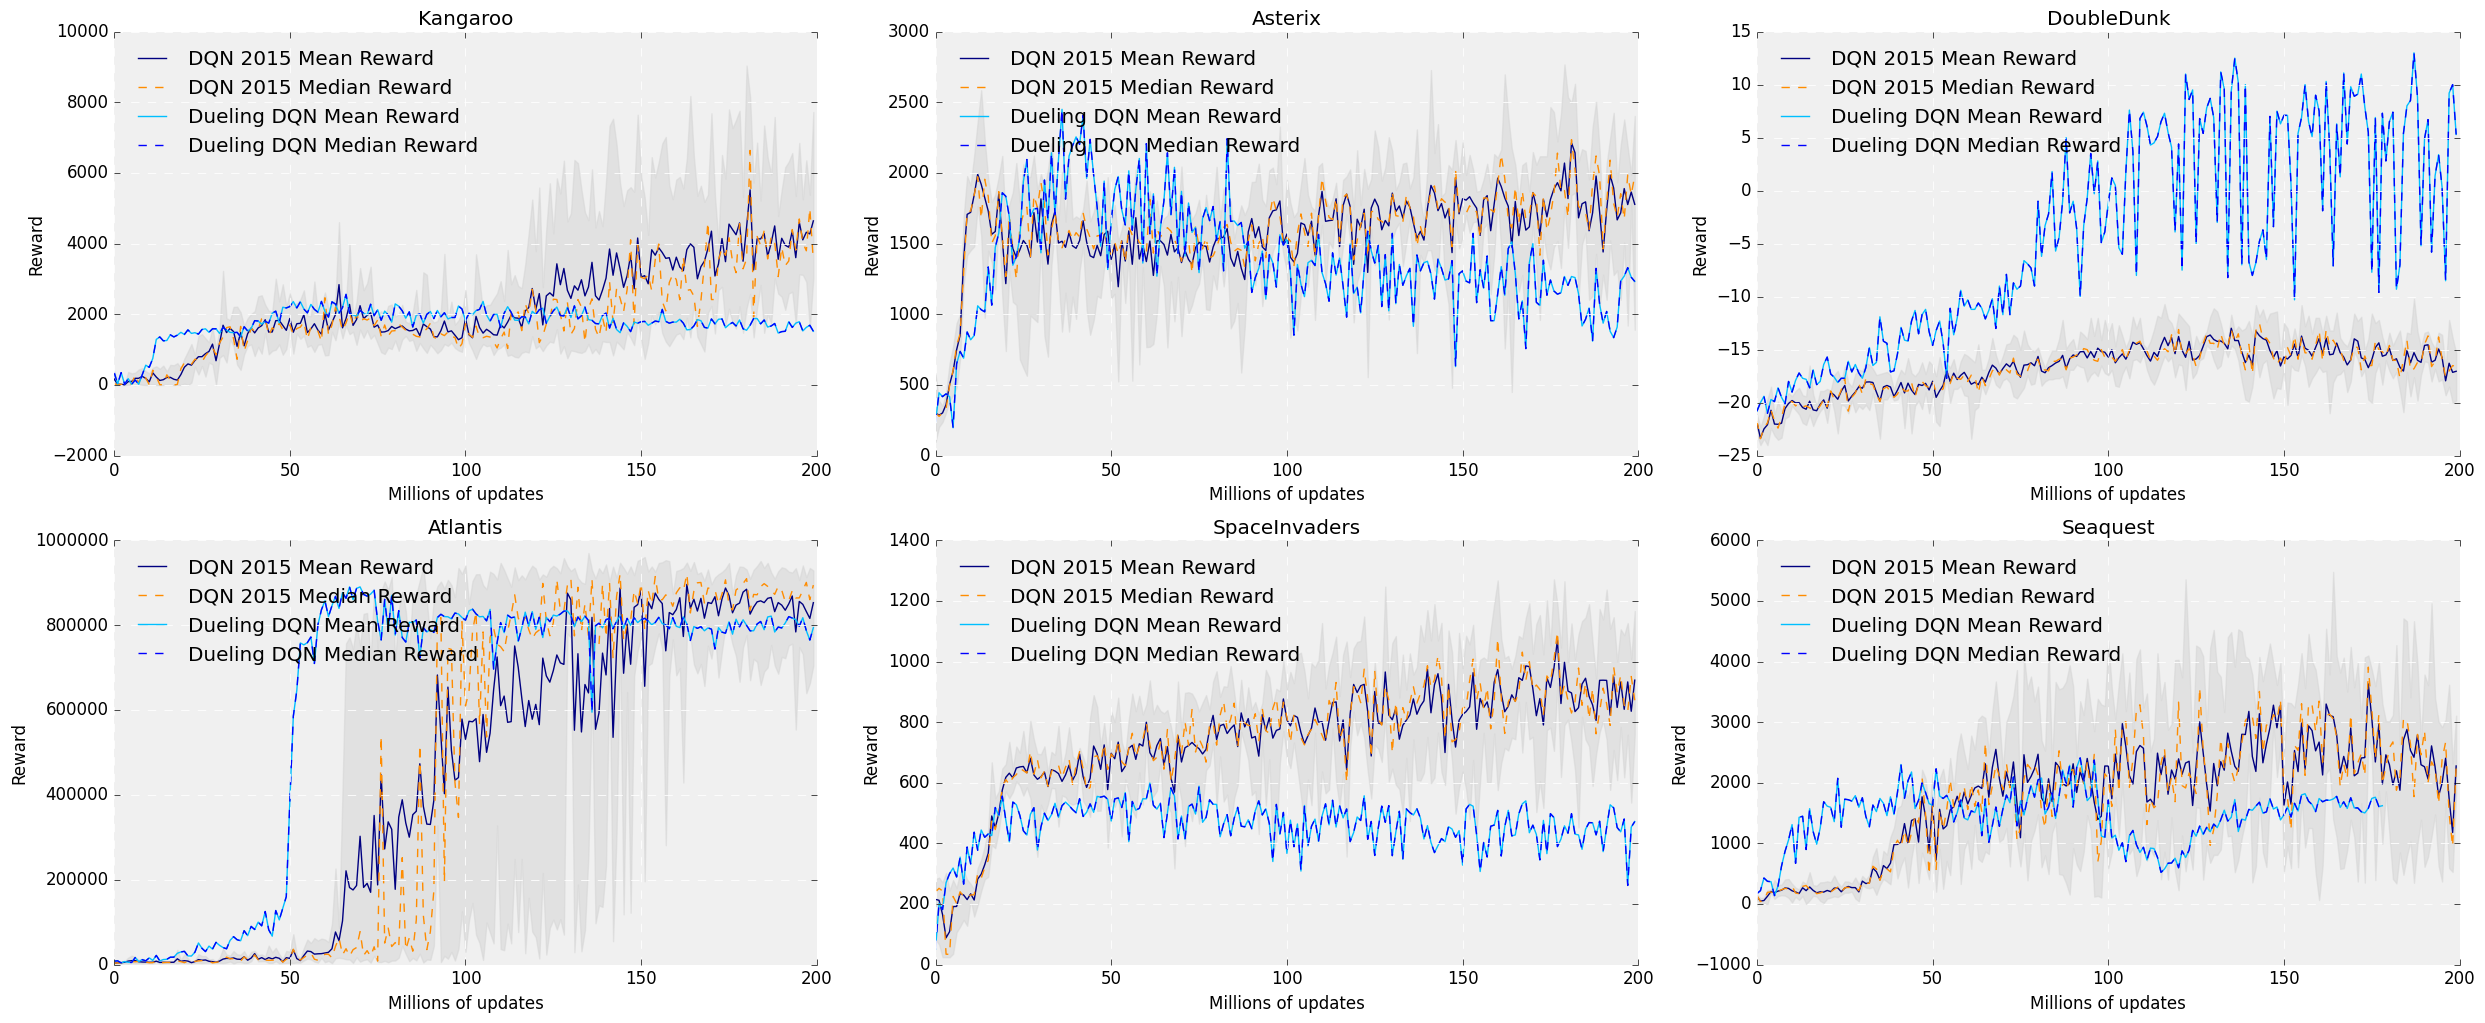 Kangaroo
10000
8000
6000
4000
2000
0
−2000
Reward
DQN 2015 Mean Reward
DQN 2015 Median Reward
Dueling DQN Mean Reward
Dueling DQN Median Reward
0 50 100 150 200
Millions of updates
Asterix
3000
2500
2000
1500
1000
500
0
Reward
DQN 2015 Mean Reward
DQN 2015 Median Reward
Dueling DQN Mean Reward
Dueling DQN Median Reward
0 50 100 150 200
Millions of updates
DoubleDunk
15
10
5
0
−5
−10
−15
−20
−25
Reward
DQN 2015 Mean Reward
DQN 2015 Median Reward
Dueling DQN Mean Reward
Dueling DQN Median Reward
0 50 100 150 200
Millions of updates
Atlantis
1000000
800000
600000
400000
200000
0
Reward
DQN 2015 Mean Reward
DQN 2015 Median Reward
Dueling DQN Mean Reward
Dueling DQN Median Reward
0 50 100 150 200
Millions of updates
SpaceInvaders
1400
1200
1000
800
600
400
200
0
Reward
DQN 2015 Mean Reward
DQN 2015 Median Reward
Dueling DQN Mean Reward
Dueling DQN Median Reward
0 50 100 150 200
Millions of updates
Seaquest
6000
5000
4000
3000
2000
1000
0
−1000
Reward
DQN 2015 Mean Reward
DQN 2015 Median Reward
Dueling DQN Mean Reward
Dueling DQN Median Reward
0 50 100 150 200
Millions of updates